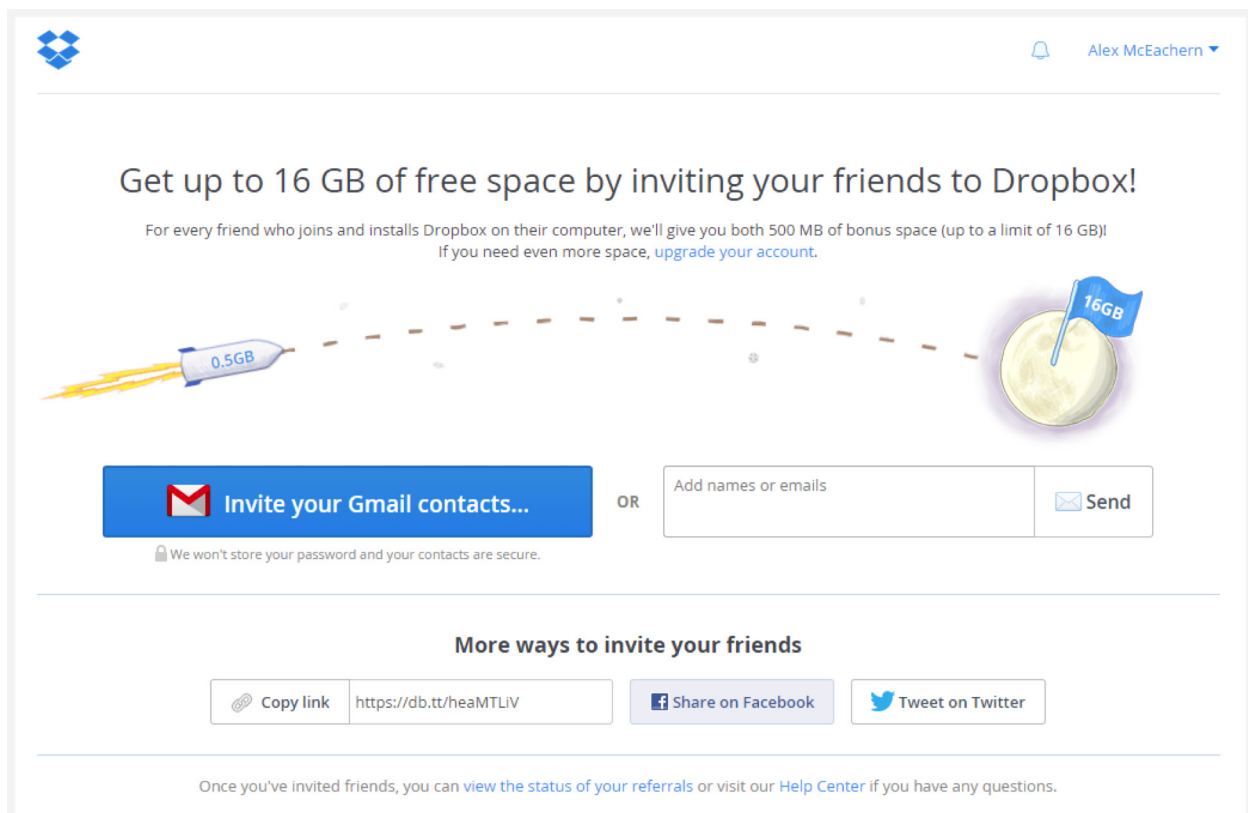 Alex McEachern
Get up to 16 GB of free space by inviting your friends to Dropbox!
For every friend who joins and installs Dropbox on their computer, we'll give you both 500 MB of bonus space (up to a limit of 16 GB)!
If you need even more space, upgrade your account.
16GB
0.5GB
Invite your Gmail contacts...
OR
Add names or emails
Send
We won't store your password and your contacts are secure.
More ways to invite your friends
Copy link
https://db.tt/heaMTLiV
Share on Facebook
Tweet on Twitter
Once you've invited friends, you can view the status of your referrals or visit our Help Center if you have any questions.